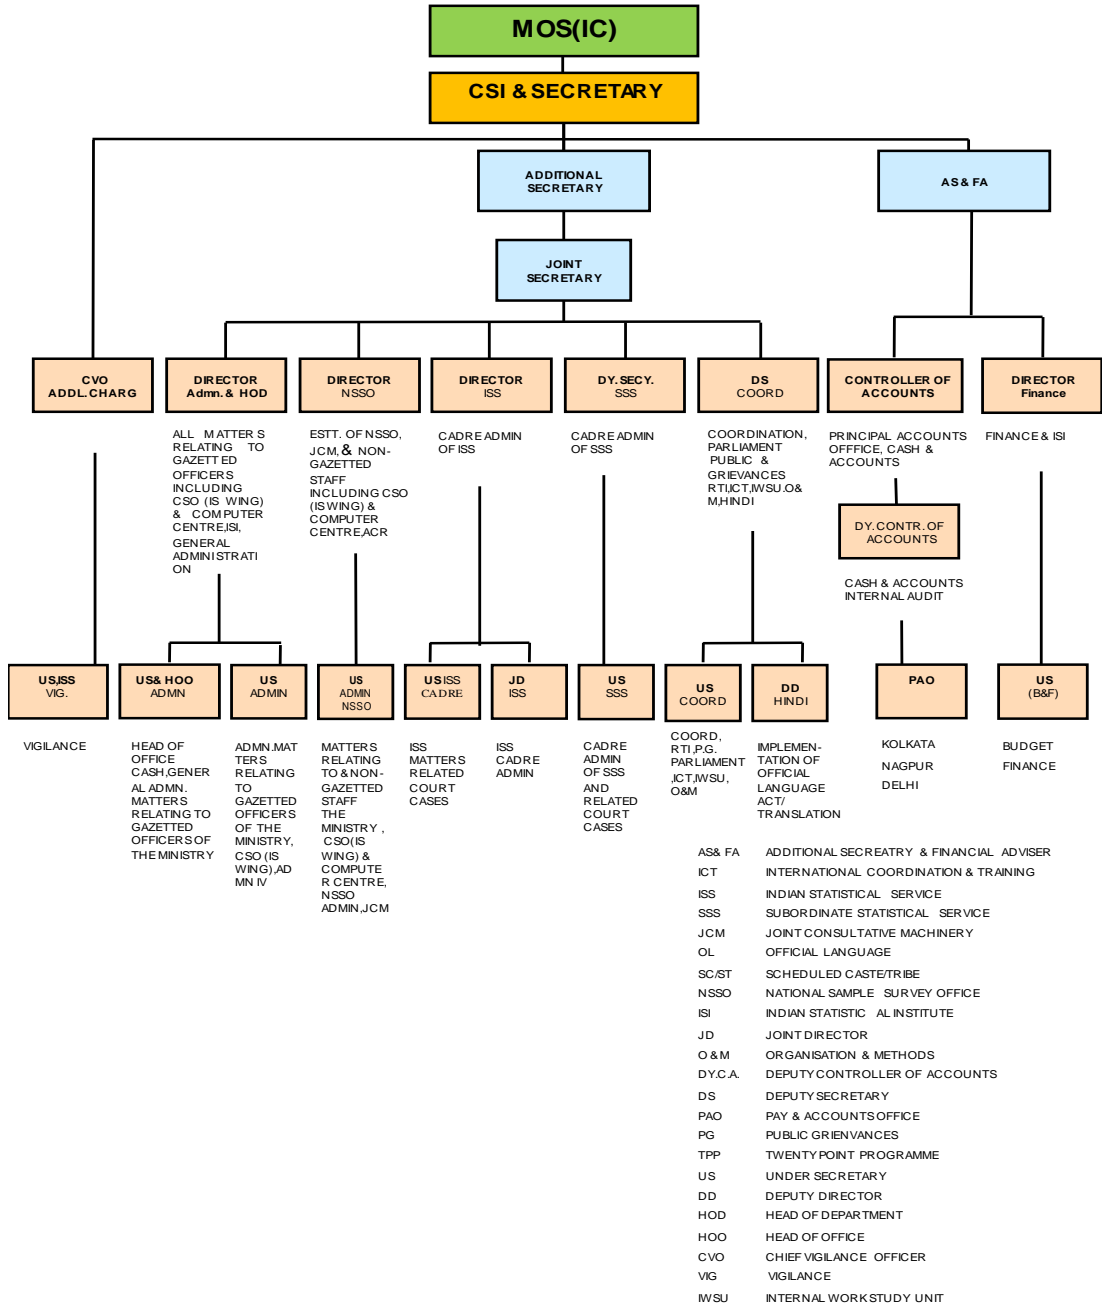 MOS(IC)
CSI & SECRETARY
ADDITIONAL
SECRETARY
AS & FA
JOINT
SECRETARY
CVO
ADDL. CHARG
DIRECTOR
Admn. & HOD
DIRECTOR
NSSO
DIRECTOR
ISS
DY. SECY.
SSS
DS
COORD
CONTROLLER OF
ACCOUNTS
DIRECTOR
Finance
ALL MATTERS
RELATING TO
GAZETTED
OFFICERS
INCLUDING
CSO (IS WING)
& COMPUTER
CENTRE,ISI,
GENERAL
ADMINISTRATI
ON
ESTT. OF NSSO,
JCM, & NON-
GAZETTED
STAFF
INCLUDING CSO
(IS WING) &
COMPUTER
CENTRE,ACR
CADRE ADMIN
OF ISS
CADRE ADMIN
OF SSS
COORDINATION,
PARLIAMENT
PUBLIC &
GRIEVANCES
RTI,ICT,IWSU.O&
M,HINDI
PRINCIPAL ACCOUNTS
OFFFICE, CASH &
ACCOUNTS
FINANCE & ISI
DY. CONTR. OF
ACCOUNTS
CASH & ACCOUNTS
INTERNAL AUDIT
US,ISS
VIG.
US& HOO
ADMN
US
ADMIN
US
ADMIN
NSSO
US ISS
CADRE
JD
ISS
US
SSS
US
COORD
DD
HINDI
PAO
US
(B&F)
VIGILANCE
HEAD OF
OFFICE
CASH,GENER
AL ADMN.
MATTERS
RELATING TO
GAZETTED
OFFICERS OF
THE MINISTRY
ADMN.MAT
TERS
RELATING
TO
GAZETTED
OFFICERS
OF THE
MINISTRY,
CSO (IS
WING),AD
MN IV
MATTERS
RELATING
TO & NON-
GAZETTED
STAFF
THE
MINISTRY ,
CSO(IS
WING) &
COMPUTE
R CENTRE,
NSSO
ADMIN,JCM
ISS
MATTERS
RELATED
COURT
CASES
ISS
CADRE
ADMIN
CADRE
ADMIN
OF SSS
AND
RELATED
COURT
CASES
COORD,
RTI,P.G.
PARLIAMENT
,ICT,IWSU,
O&M
IMPLEMEN-
TATION OF
OFFICIAL
LANGUAGE
ACT/
TRANSLATION
KOLKATA
NAGPUR
DELHI
BUDGET
FINANCE
AS& FA ADDITIONAL SECREATRY & FINANCIAL ADVISER
ICT INTERNATIONAL COORDINATION & TRAINING
ISS INDIAN STATISTICAL SERVICE
SSS SUBORDINATE STATISTICAL SERVICE
JCM JOINT CONSULTATIVE MACHINERY
OL OFFICIAL LANGUAGE
SC/ST SCHEDULED CASTE/TRIBE
NSSO NATIONAL SAMPLE SURVEY OFFICE
ISI INDIAN STATISTIC AL INSTITUTE
JD JOINT DIRECTOR
O & M ORGANISATION & METHODS
DY.C.A. DEPUTY CONTROLLER OF ACCOUNTS
DS DEPUTY SECRETARY
PAO PAY & ACCOUNTS OFFICE
PG PUBLIC GRIENVANCES
TPP TWENTY POINT PROGRAMME
US UNDER SECRETARY
DD DEPUTY DIRECTOR
HOD HEAD OF DEPARTMENT
HOO HEAD OF OFFICE
CVO CHIEF VIGILANCE OFFICER
VIG VIGILANCE
IWSU INTERNAL WORK STUDY UNIT